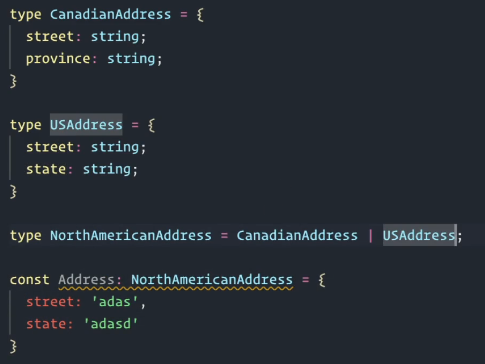 type CanadianAddress = {
street: string;
province: string;
}
type USAddress = {
street: string;
state: string;
}
type NorthAmericanAddress = CanadianAddress | USAddress;
const Address: NorthAmericanAddress = {
street: 'adas',
state: 'adasd'
}